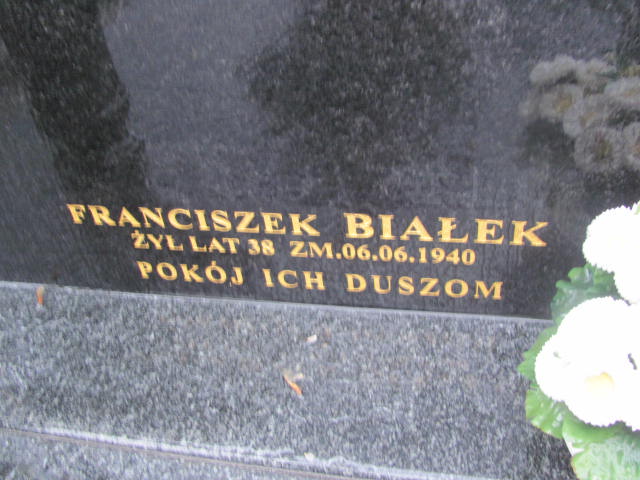 FRANCISZEK BIAŁEK
ŻYŁ LAT 38 ZM.06.06.1940
POKÓJ ICH DUSZOM